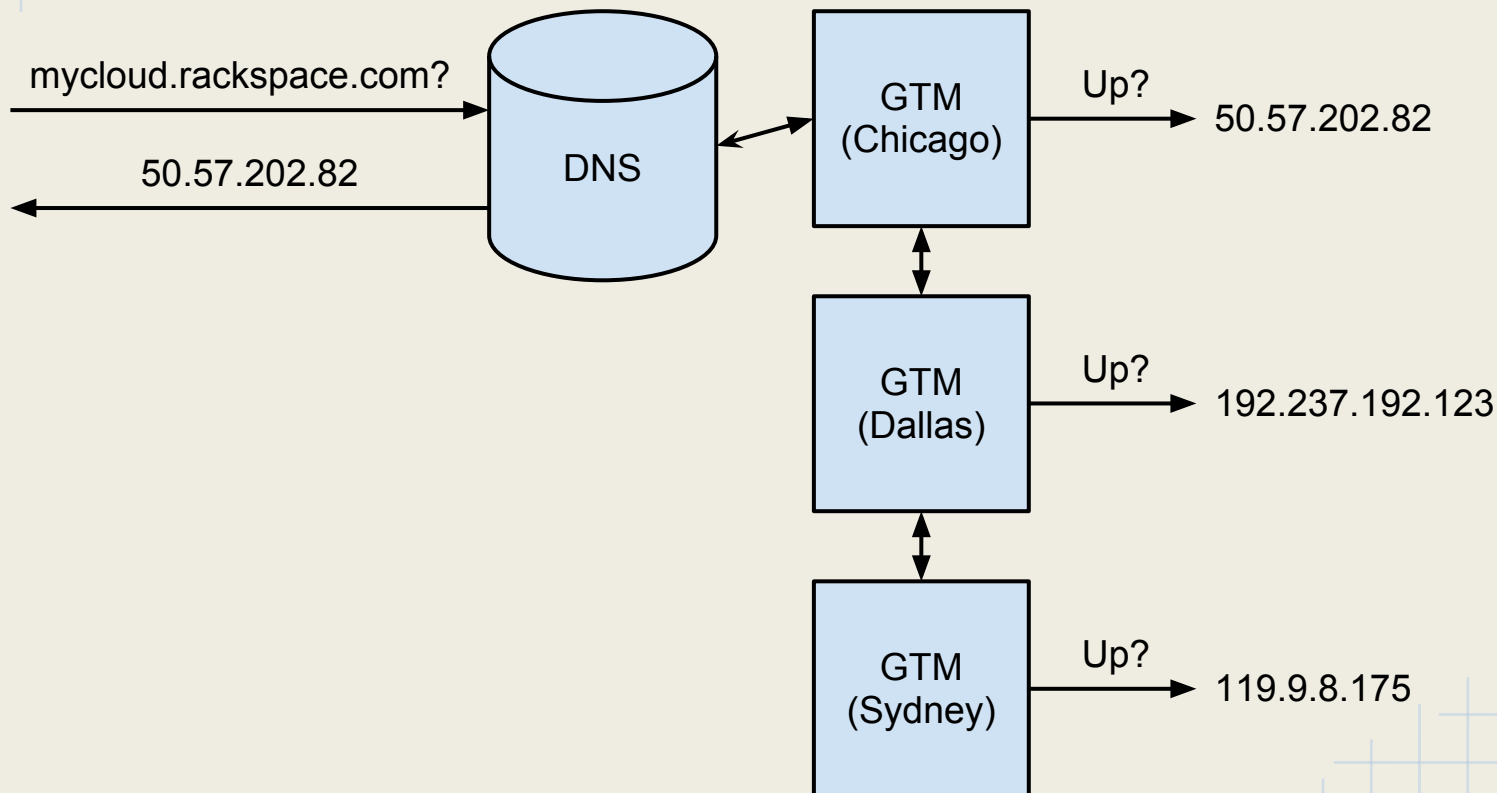 mycloud.rackspace.com?
50.57.202.82
DNS
GTM
(Chicago)
Up?
50.57.202.82
GTM
(Dallas)
Up?
192.237.192.123
GTM
(Sydney)
Up?
119.9.8.175